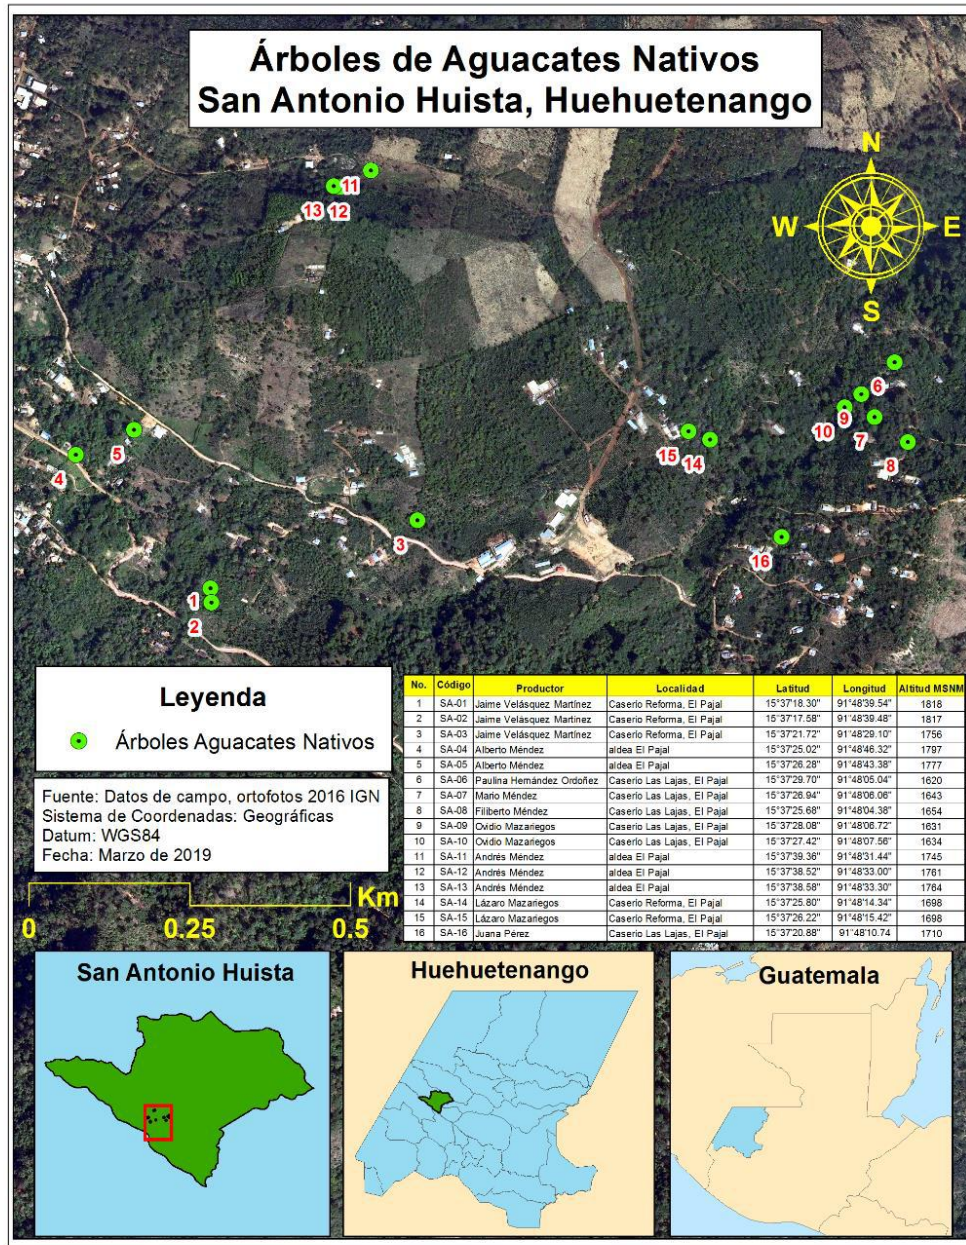 Árboles de Aguacates Nativos
San Antonio Huista, Huehuetenango
N
W E
S
11
13 12
6
9
10 7
5
15 14
4 8
3
16
1
2
Leyenda
Árboles Aguacates Nativos
Fuente: Datos de campo, ortofotos 2016 IGN
Sistema de Coordenadas: Geográficas
Datum: WGS84
Fecha: Marzo de 2019
Km
0 0.25 0.5
No. Código Productor Localidad Latitud Longitud Altitud MSNM
1 SA-01 Jaime Velásquez Martínez Caserío Reforma, El Pajal 15°37'18.30" 91°48'39.54" 1818
2 SA-02 Jaime Velásquez Martínez Caserío Reforma, El Pajal 15°37'17.58" 91°48'39.48" 1817
3 SA-03 Jaime Velásquez Martínez Caserío Reforma, El Pajal 15°37'21.72" 91°48'29.10" 1756
4 SA-04 Alberto Méndez aldea El Pajal 15°37'25.02" 91°48'46.32" 1797
5 SA-05 Alberto Méndez aldea El Pajal 15°37'26.28" 91°48'43.38" 1777
6 SA-06 Paulina Hernández Ordoñez Caserío Las Lajas, El Pajal 15°37'29.70" 91°48'05.04" 1620
7 SA-07 Mario Méndez Caserío Las Lajas, El Pajal 15°37'26.94" 91°48'06.06" 1643
8 SA-08 Filiberto Méndez Caserío Las Lajas, El Pajal 15°37'25.68" 91°48'04.38" 1654
9 SA-09 Ovidio Mazariegos Caserío Las Lajas, El Pajal 15°37'28.08" 91°48'06.72" 1631
10 SA-10 Ovidio Mazariegos Caserío Las Lajas, El Pajal 15°37'27.42" 91°48'07.56" 1634
11 SA-11 Andrés Méndez aldea El Pajal 15°37'39.36" 91°48'31.44" 1745
12 SA-12 Andrés Méndez aldea El Pajal 15°37'38.52" 91°48'33.00" 1761
13 SA-13 Andrés Méndez aldea El Pajal 15°37'38.58" 91°48'33.30" 1764
14 SA-14 Lázaro Mazariegos Caserío Reforma, El Pajal 15°37'25.80" 91°48'14.34" 1698
15 SA-15 Lázaro Mazariegos Caserío Reforma, El Pajal 15°37'26.22" 91°48'15.42" 1698
16 SA-16 Juana Pérez Caserío Las Lajas, El Pajal 15°37'20.88" 91°48'10.74 1710
San Antonio Huista
Huehuetenango
Guatemala